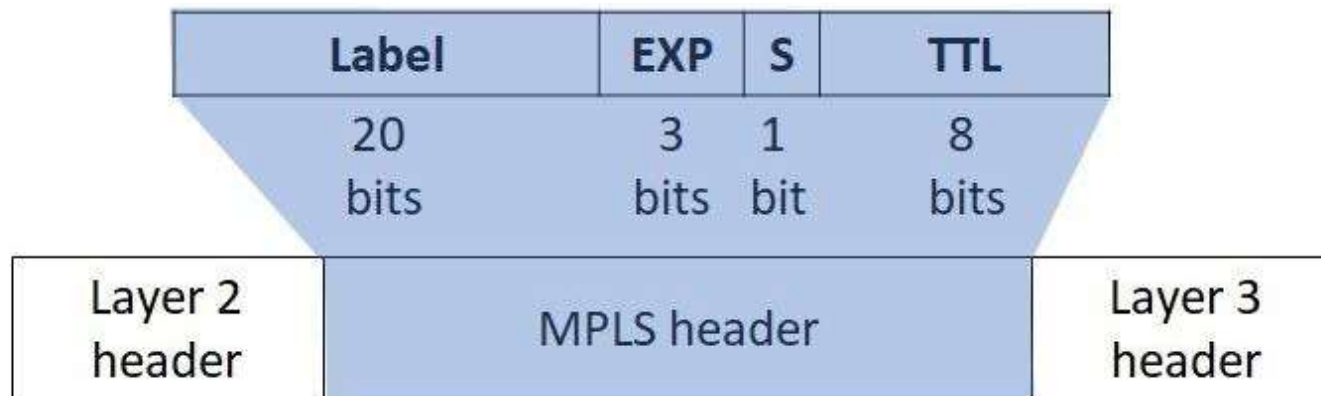 Label EXP S TTL
20 3 1 8
bits bits bit bits
Layer 2 MPLS header Layer 3
header header